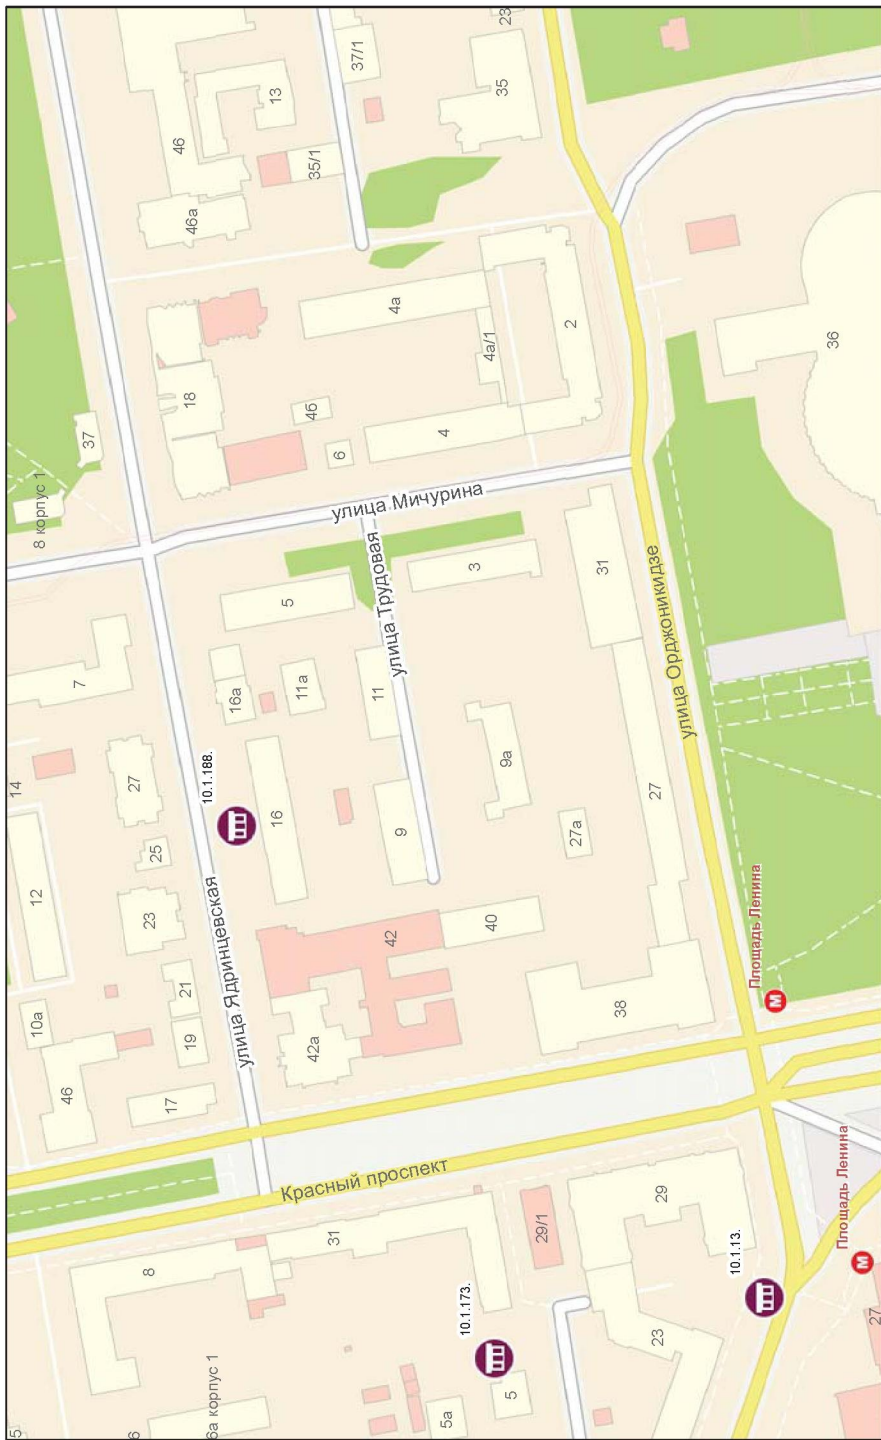 5
6
10а
12
14
8 корпус 1
46
7
37
8
6а корпус 1
17
19
21
23
25
27
18
46
46а
13
улица Ядринцевская
10.1.188.
16а
5
6
46
31
42а
16
11а
35/1
37/1
Красный проспект
42
9
11
улица Трудовая
улица Мичурина
4
4а
5а
10.1.173.
5
40
9а
3
4а/1
35
23
29/1
38
27а
31
2
23
29
27
улица Орджоникидзе
10.1.13.
Площадь Ленина
М
36
Площадь Ленина
М
27